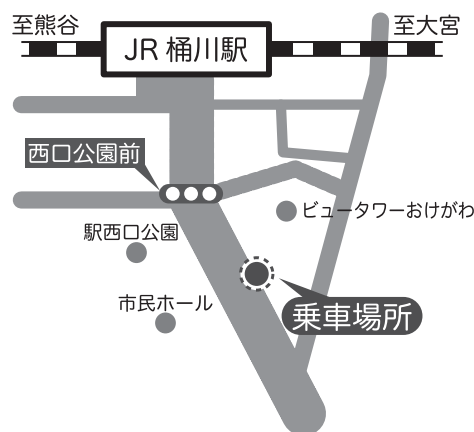 至熊谷
至大宮
JR 桶川駅
西口公園前
ビュータワーおけがわ
駅西口公園
市民ホール
乗車場所